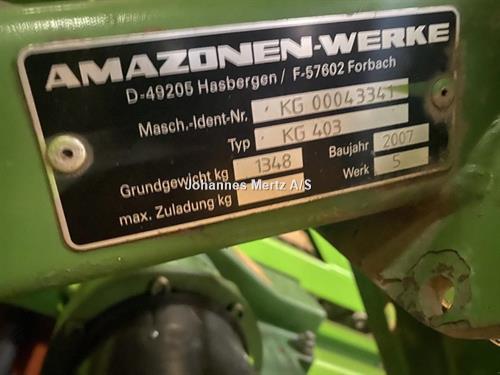 AMAZONEN-WERKE
D-49205 Hasbergen / F-57602 Forbach
Masch.-Ident-Nr. KG 00043341
Typ KG 403
Grundgewicht kg 1348 Baujahr 2007
max. Zuladung kg Werk 5
Johannes Mertz A/S